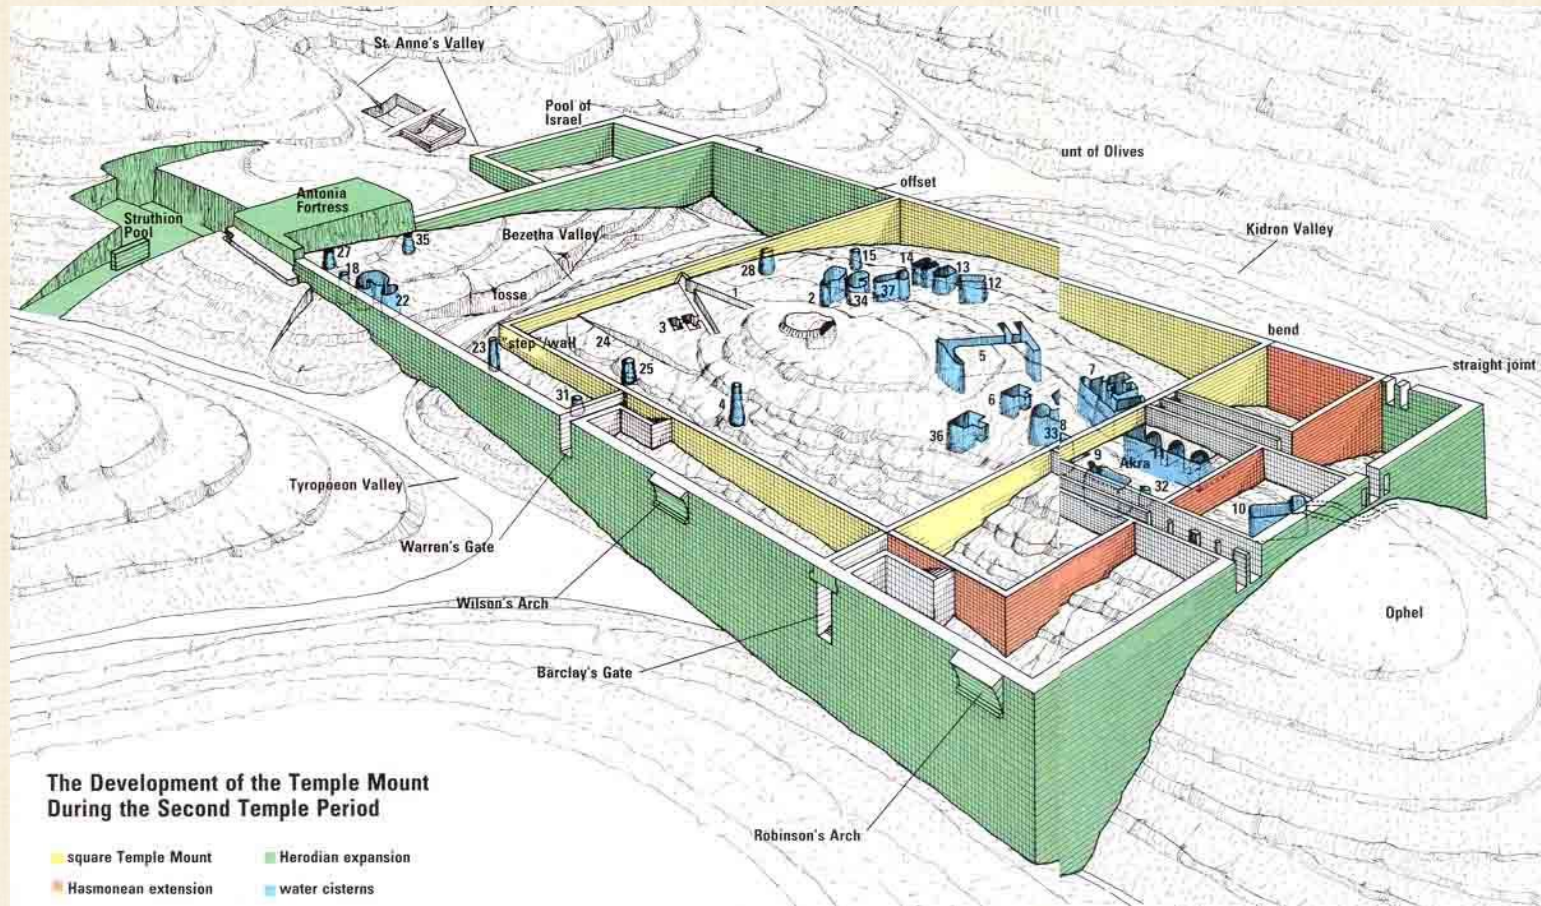 St. Anne's Valley
Pool of
Israel
unt of Olives
offset
Antonia
Fortress
Struthion
Pool
Bezetha Valley
Kidron Valley
27
35
18
22
fosse
28
15
14
13
12
2
34
37
1
3
bend
23
"step"/wall
24
25
5
straight joint
31
4
7
6
36
8
33
9
Akra
32
10
Tyropoeon Valley
Warren's Gate
Wilson's Arch
Ophel
Barclay's Gate
Robinson's Arch
The Development of the Temple Mount
During the Second Temple Period
square Temple Mount
Herodian expansion
Hasmonean extension
water cisterns